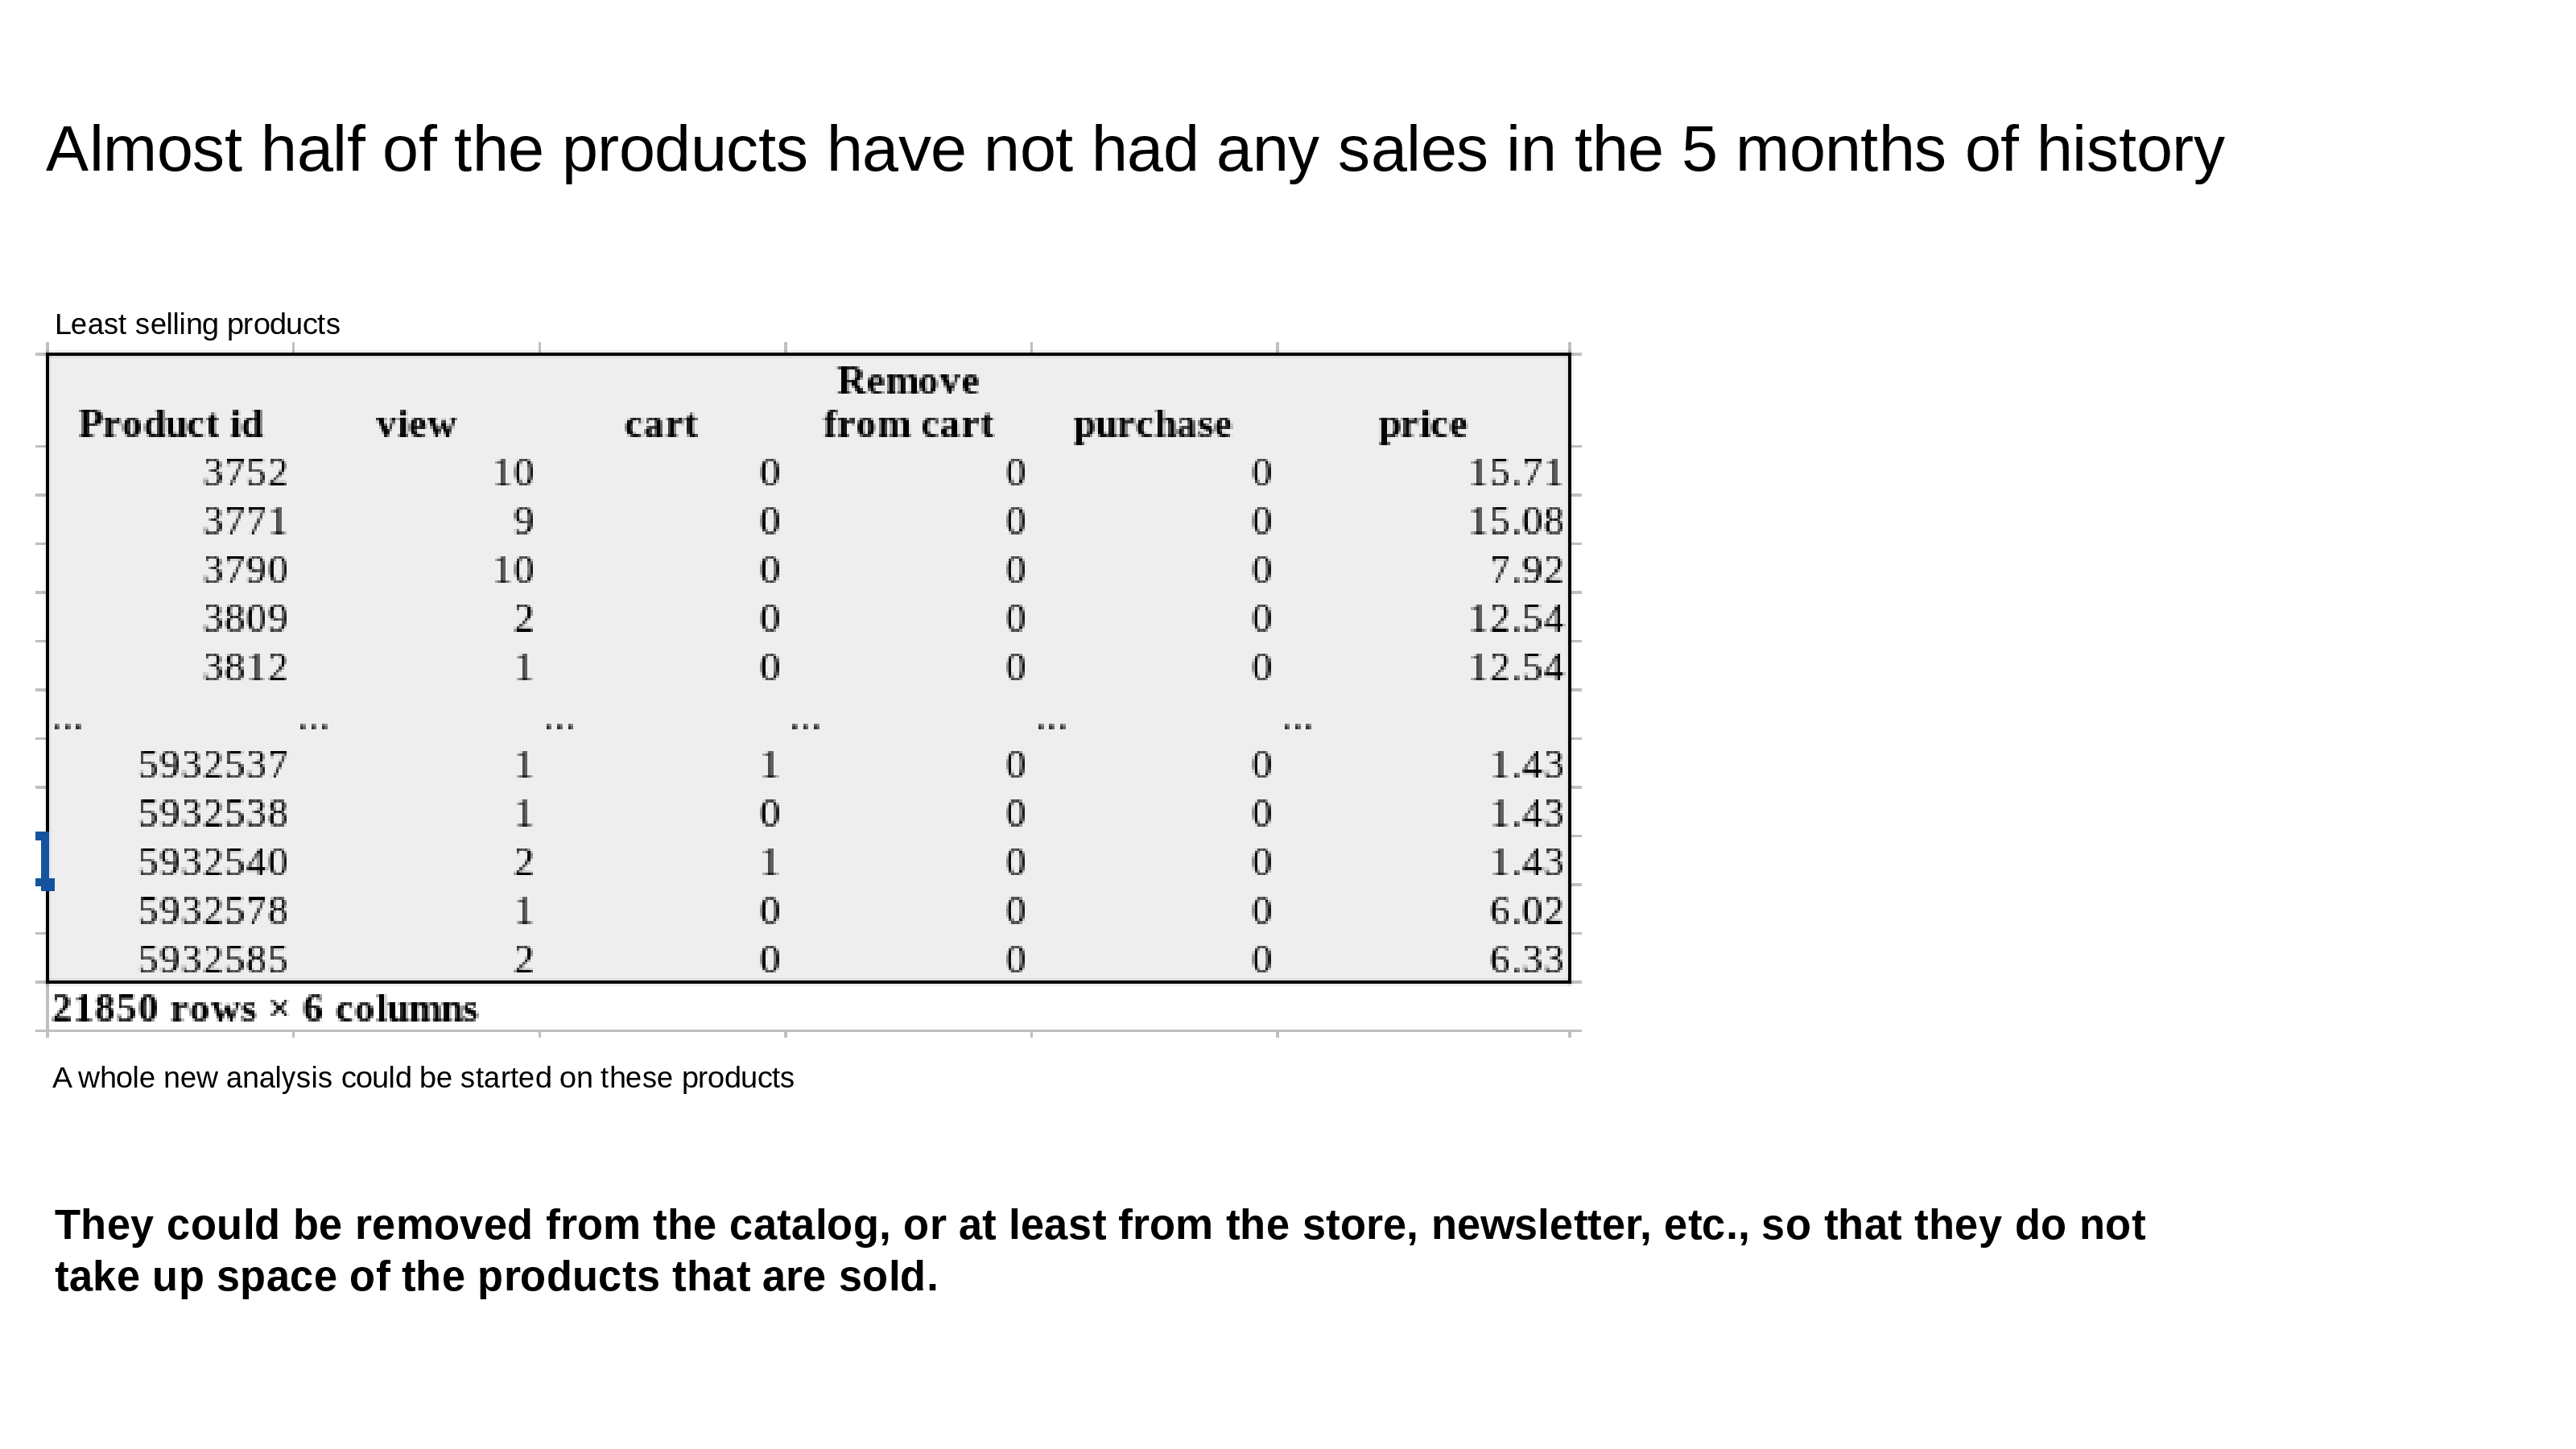 Almost half of the products have not had any sales in the 5 months of history
Least selling products
Product id view cart Remove from cart purchase price
3752 10 0 0 0 15.71
3771 9 0 0 0 15.08
3790 10 0 0 0 7.92
3809 2 0 0 0 12.54
3812 1 0 0 0 12.54
... ... ... ... ... ...
5932537 1 1 0 0 1.43
5932538 1 0 0 0 1.43
5932540 2 1 0 0 1.43
5932578 1 0 0 0 6.02
5932585 2 0 0 0 6.33
21850 rows × 6 columns
A whole new analysis could be started on these products
They could be removed from the catalog, or at least from the store, newsletter, etc., so that they do not
take up space of the products that are sold.